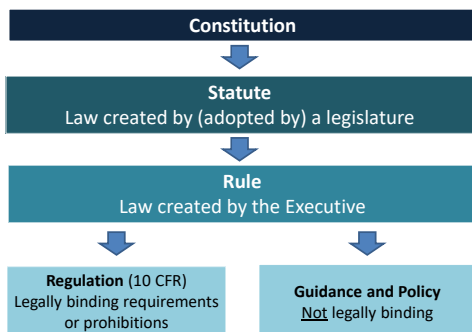 Constitution
Statute
Law created by (adopted by) a legislature
Rule
Law created by the Executive
Regulation (10 CFR)
Legally binding requirements
or prohibitions
Guidance and Policy
Not legally binding